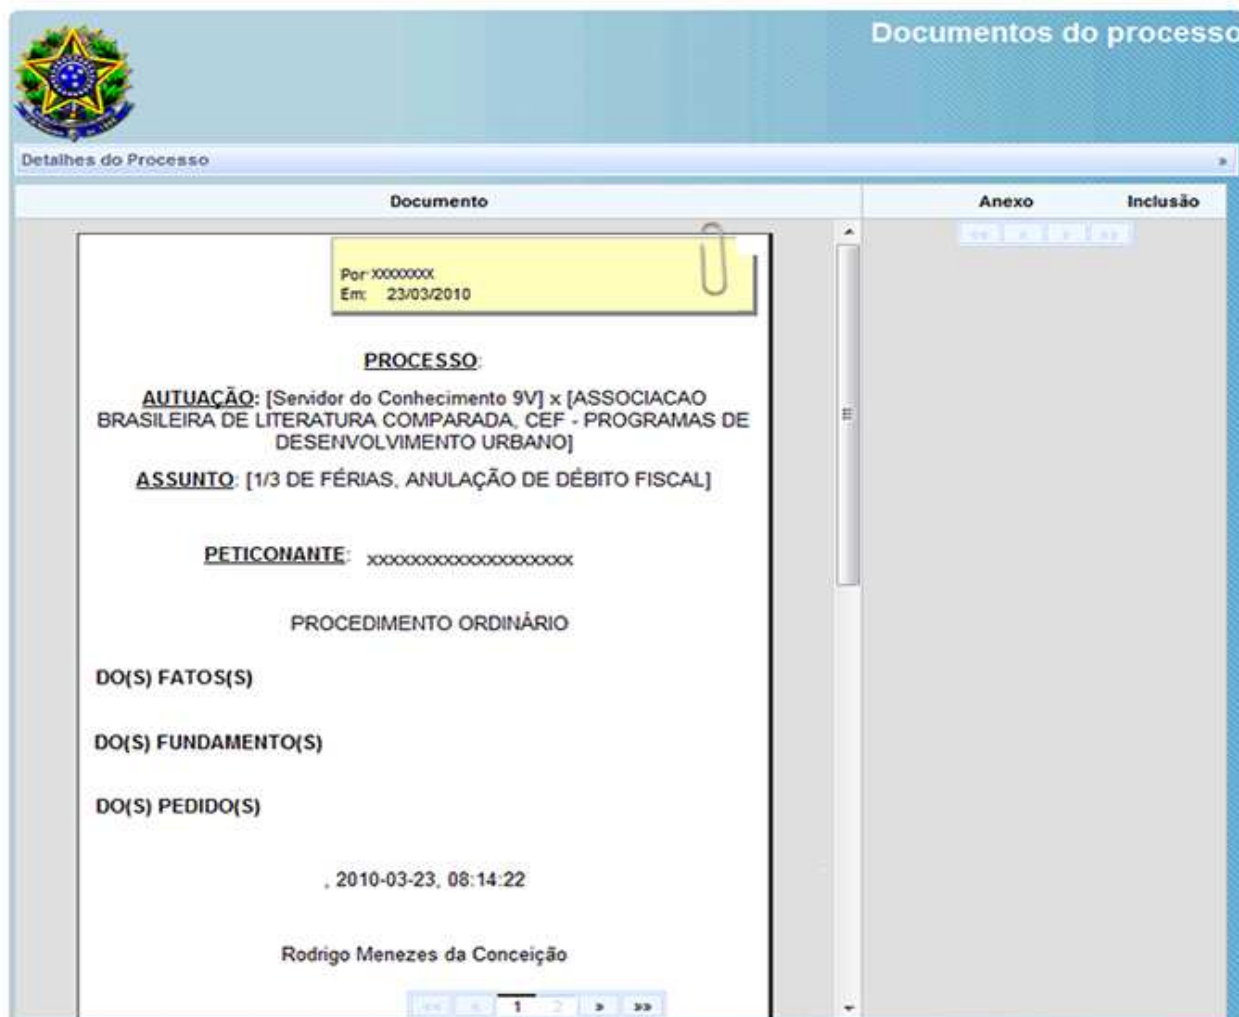 Documentos do processo
Detalhes do Processo »
Documento
Anexo Inclusão
Por: xxxxxxxx
Em: 23/03/2010
PROCESSO:
AUTUAÇÃO: [Servidor do Conhecimento 9V] x [ASSOCIACAO
BRASILEIRA DE LITERATURA COMPARADA, CEF - PROGRAMAS DE
DESENVOLVIMENTO URBANO]
ASSUNTO: [1/3 DE FÉRIAS, ANULAÇÃO DE DÉBITO FISCAL]
PETICONANTE: xxxxxxxxxxxxxxxxxxx
PROCEDIMENTO ORDINÁRIO
DO(S) FATOS(S)
DO(S) FUNDAMENTO(S)
DO(S) PEDIDO(S)
, 2010-03-23, 08:14:22
Rodrigo Menezes da Conceição
«« « 1 2 » »»